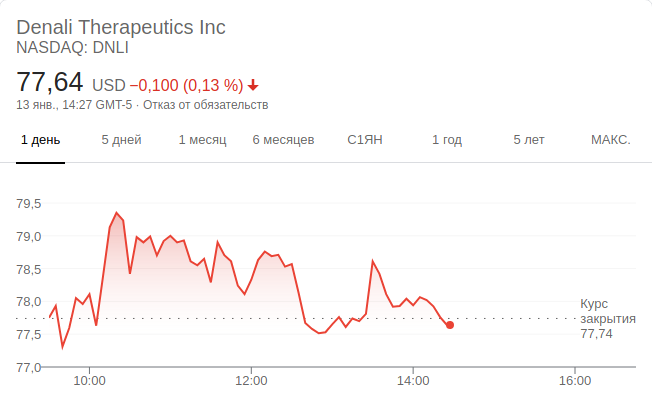 Denali Therapeutics Inc
NASDAQ: DNLI
77,64 USD −0,100 (0,13 %)
13 янв., 14:27 GMT-5 · Отказ от обязательств
1 день 5 дней 1 месяц 6 месяцев С1ЯН 1 год 5 лет МАКС.
79,5
79,0
78,5
78,0
77,5
77,0
Курс
закрытия
77,74
10:00 12:00 14:00 16:00